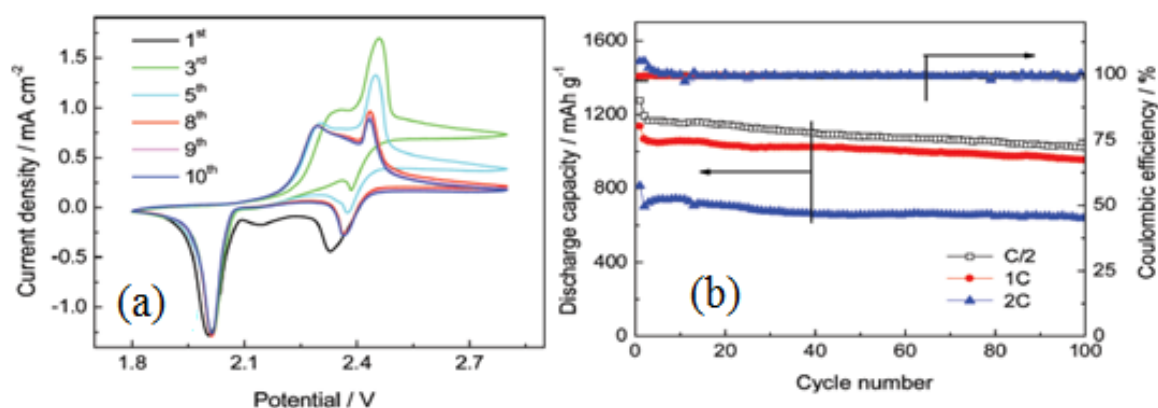 1st
3rd
5th
8th
9th
10th
Current density / mA cm-2
1.5
1.0
0.5
0.0
-0.5
-1.0
(a)
1.8
2.1
2.4
2.7
Potential / V
Discharge capacity / mAh g-1
1600
1400
1200
1000
800
600
400
0
(b)
C/2
1C
2C
100
75
50
25
0
Coulombic efficiency / %
0
20
40
60
80
100
Cycle number